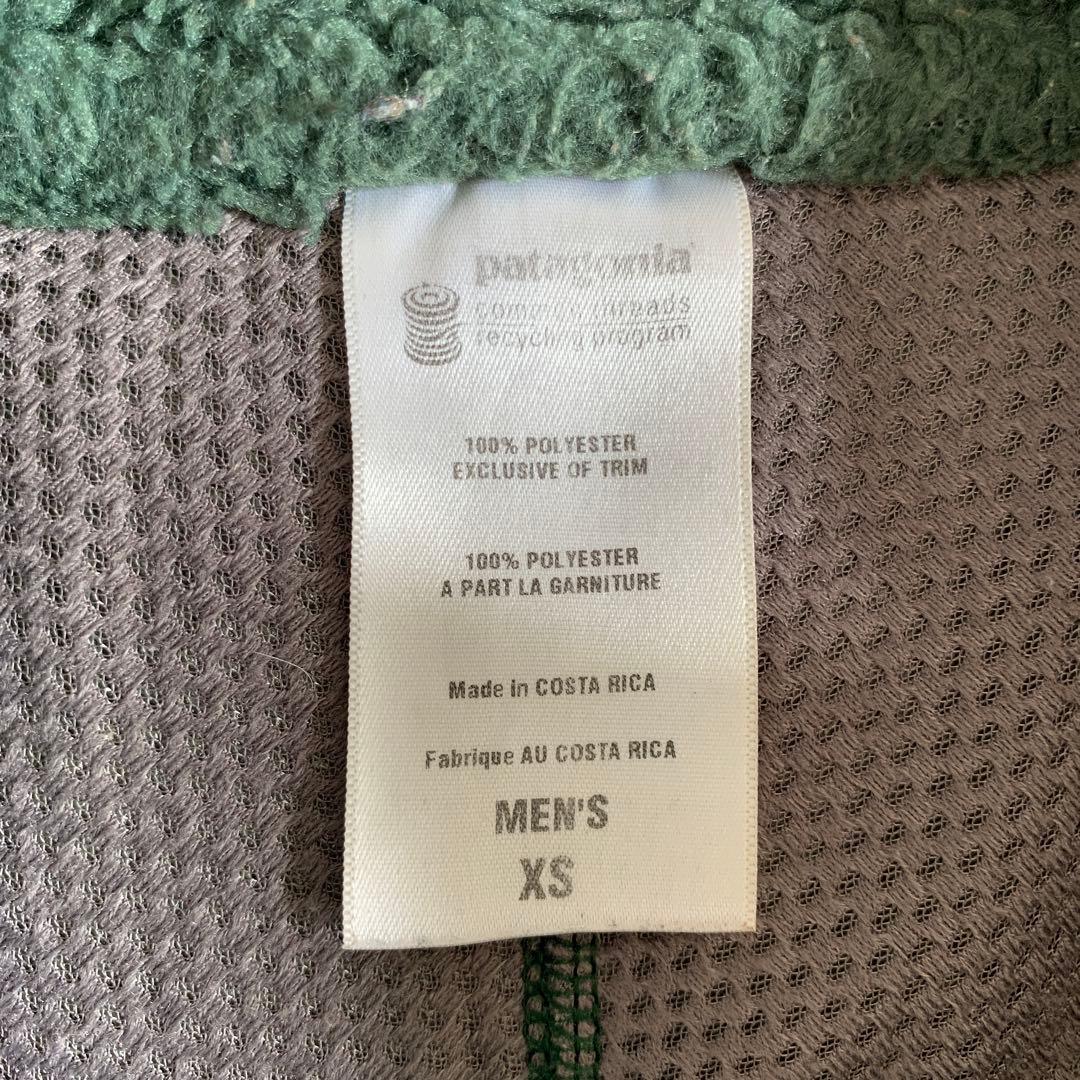 patagonia
common threads
recycling program
100% POLYESTER
EXCLUSIVE OF TRIM
100% POLYESTER
A PART LA GARNITURE
Made in COSTA RICA
Fabrique AU COSTA RICA
MEN'S
XS